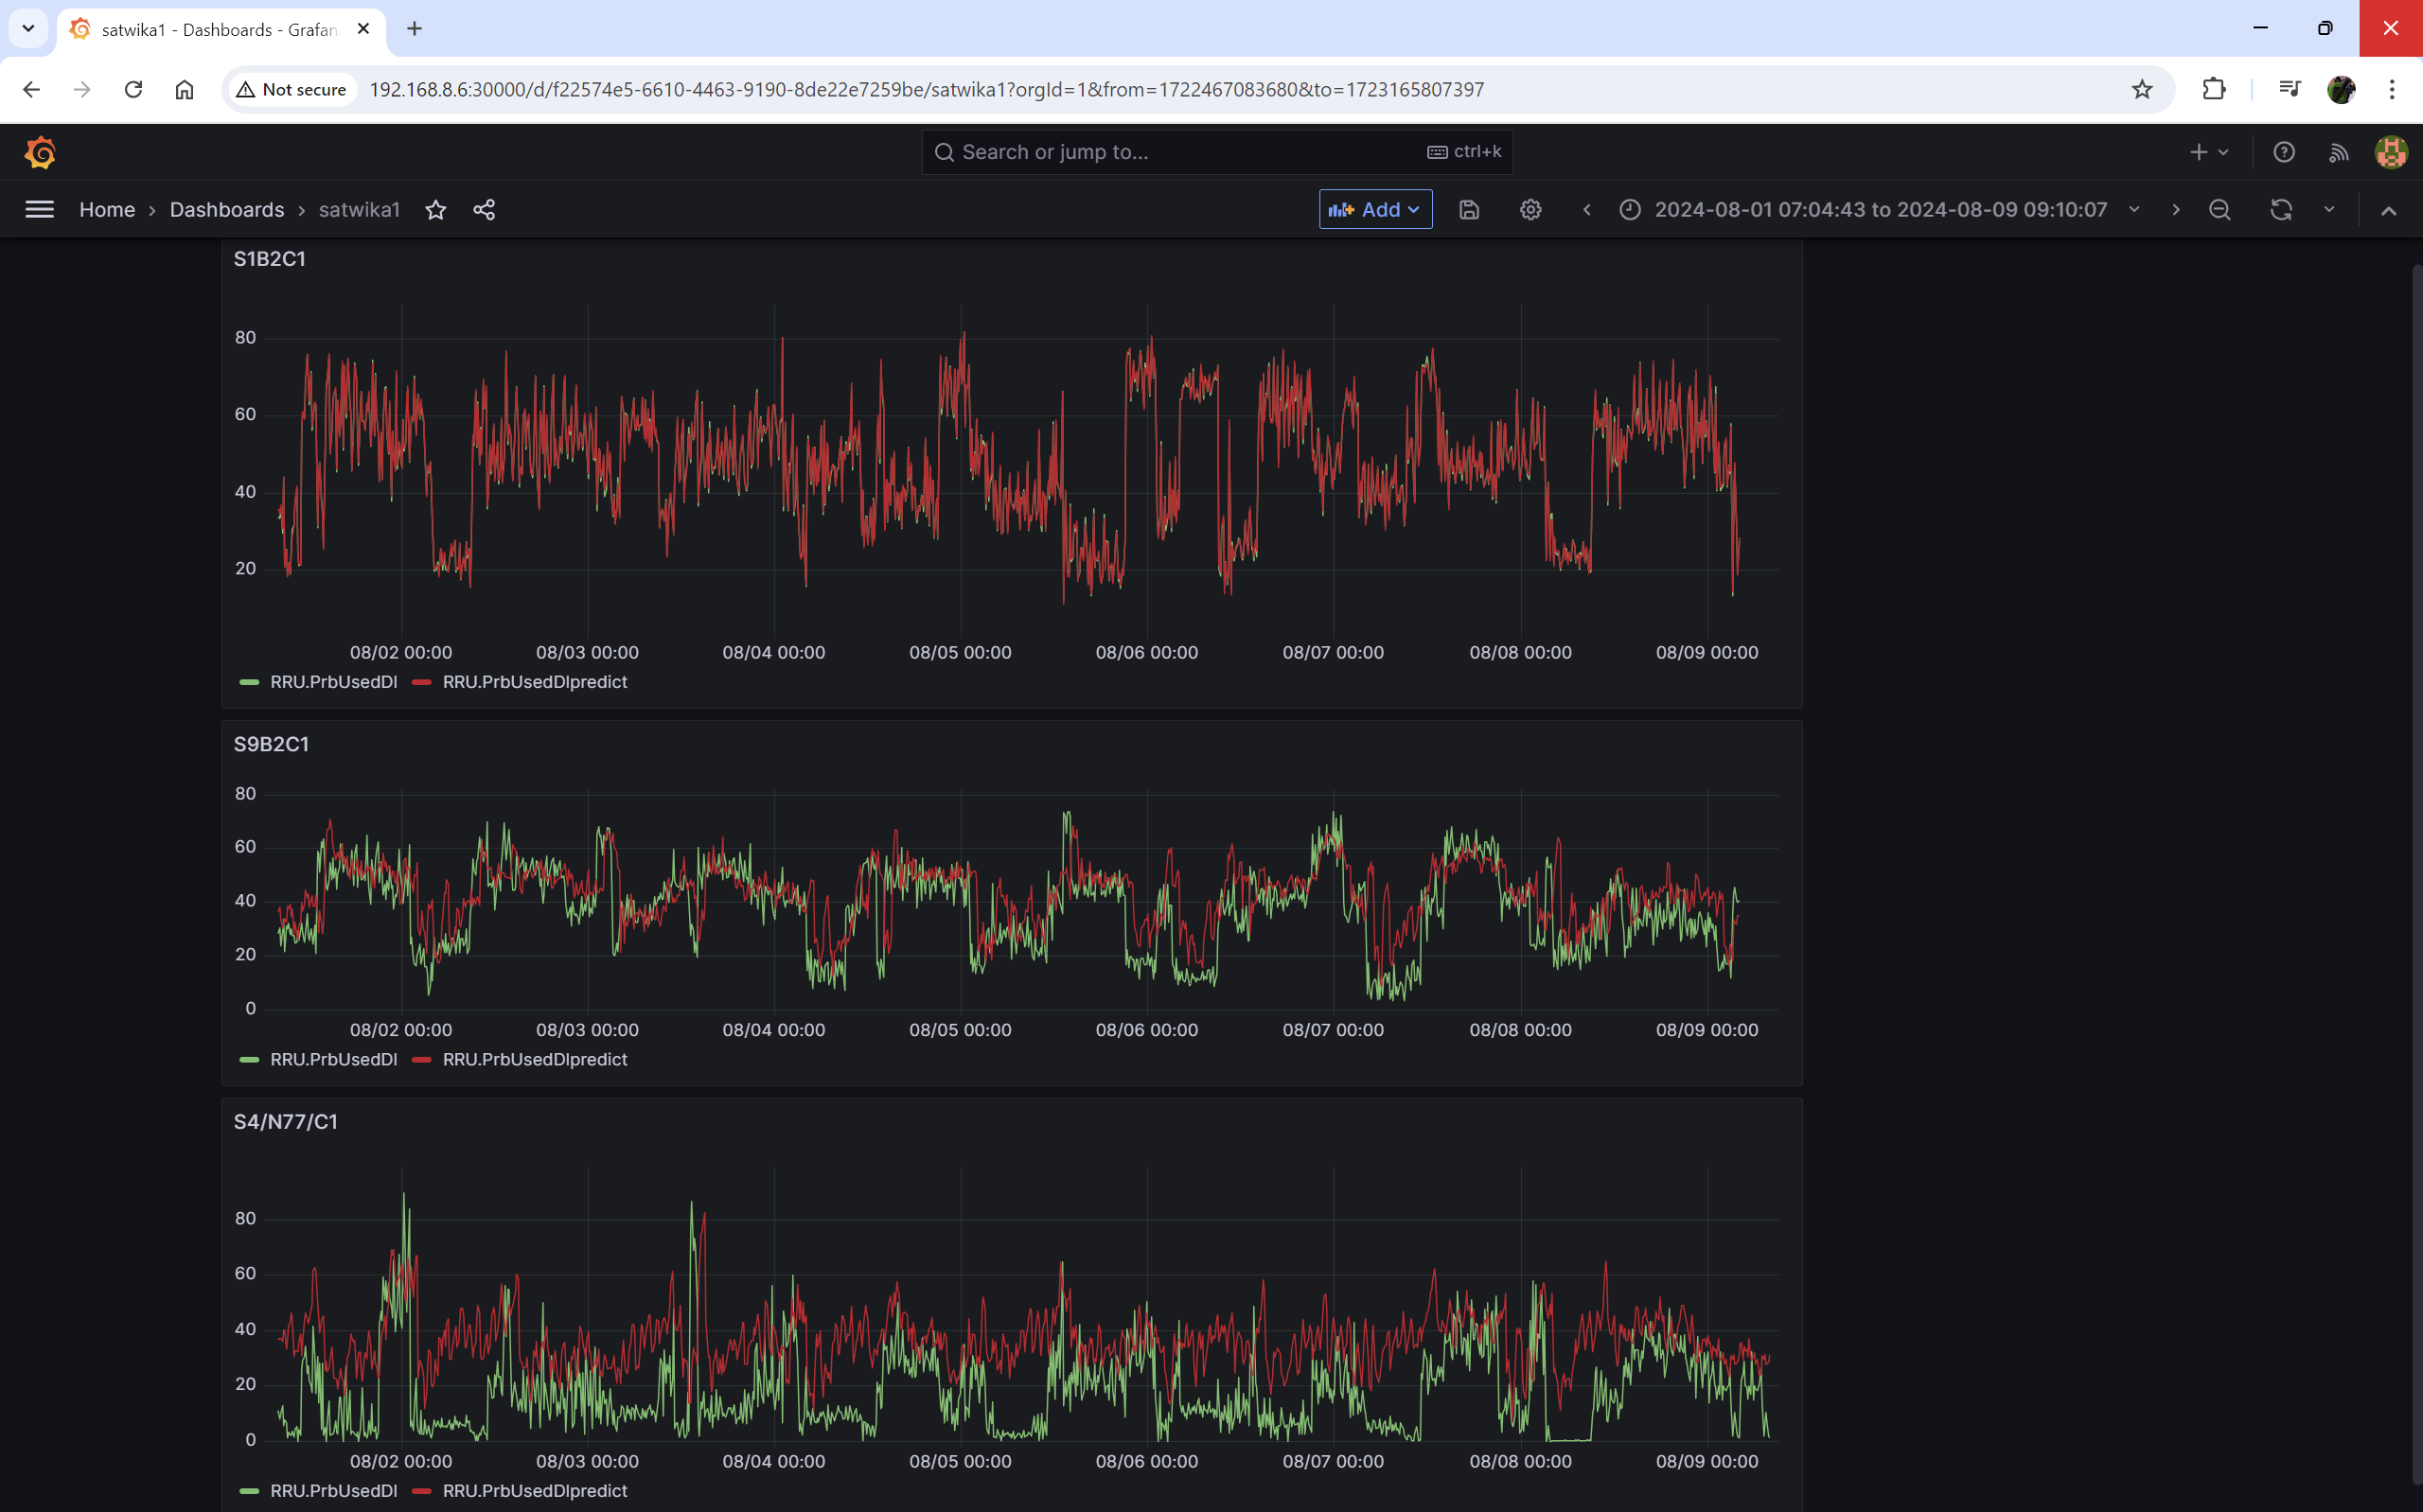 satwika1 - Dashboards - Grafan
Not secure
192.168.8.6:30000/d/f22574e5-6610-4463-9190-8de22e7259be/satwika1?orgId=1&from=1722467083680&to=1723165807397
Search or jump to...
ctrl+k
Home › Dashboards › satwika1
Add
2024-08-01 07:04:43 to 2024-08-09 09:10:07
S1B2C1
80
60
40
20
08/02 00:00 08/03 00:00 08/04 00:00 08/05 00:00 08/06 00:00 08/07 00:00 08/08 00:00 08/09 00:00
RRU.PrbUsedDl RRU.PrbUsedDlpredict
S9B2C1
80
60
40
20
0
08/02 00:00 08/03 00:00 08/04 00:00 08/05 00:00 08/06 00:00 08/07 00:00 08/08 00:00 08/09 00:00
RRU.PrbUsedDl RRU.PrbUsedDlpredict
S4/N77/C1
80
60
40
20
0
08/02 00:00 08/03 00:00 08/04 00:00 08/05 00:00 08/06 00:00 08/07 00:00 08/08 00:00 08/09 00:00
RRU.PrbUsedDl RRU.PrbUsedDlpredict